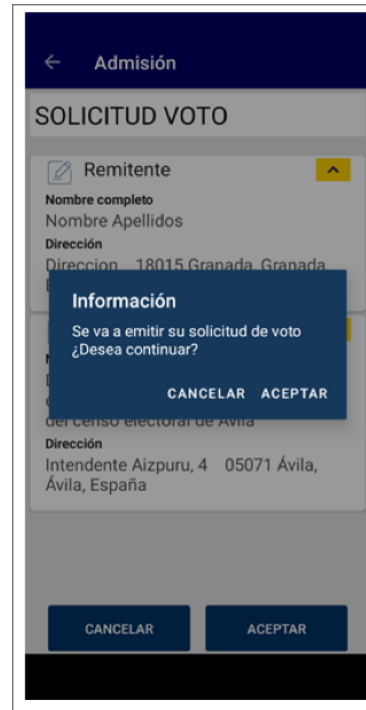 Admisión
SOLICITUD VOTO
Remitente
Nombre completo
Nombre Apellidos
Dirección
Direccion 18015 Granada, Granada
Información
Se va a emitir su solicitud de voto
¿Desea continuar?
CANCELAR ACEPTAR
del censo electoral de Ávila
Dirección
Intendente Aizpuru, 4 05071 Ávila,
Ávila, España
CANCELAR ACEPTAR